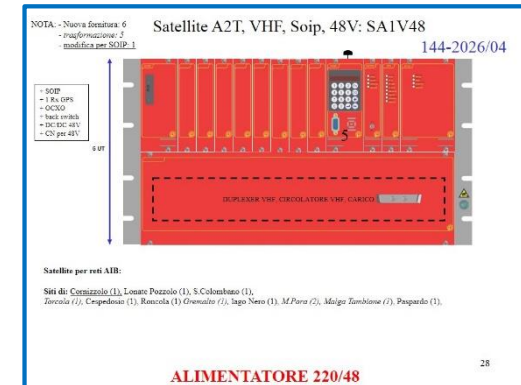 NOTA: - Nuova fornitura: 6
- trasformazione: 5
- modifica per SOIP: 1
Satellite A2T, VHF, Soip, 48V: SA1V48
144-2026/04
+ SOIP
+ 1 Rx GPS
+ OCXO
+ back switch
+ DC/DC 48V
+ CN per 48V
6 UT
5
DUPLEXER VHF, CIRCOLATORE VHF, CARICO
Satellite per reti AIB:
Siti di: Cornizzolo (1), Lonate Pozzolo (1), S.Colombano (1),
Torcola (1), Cespedosio (1), Roncola (1) Gremalto (1), lago Nero (1), M.Pora (2), Malga Tambione (1), Paspardo (1),
28
ALIMENTATORE 220/48